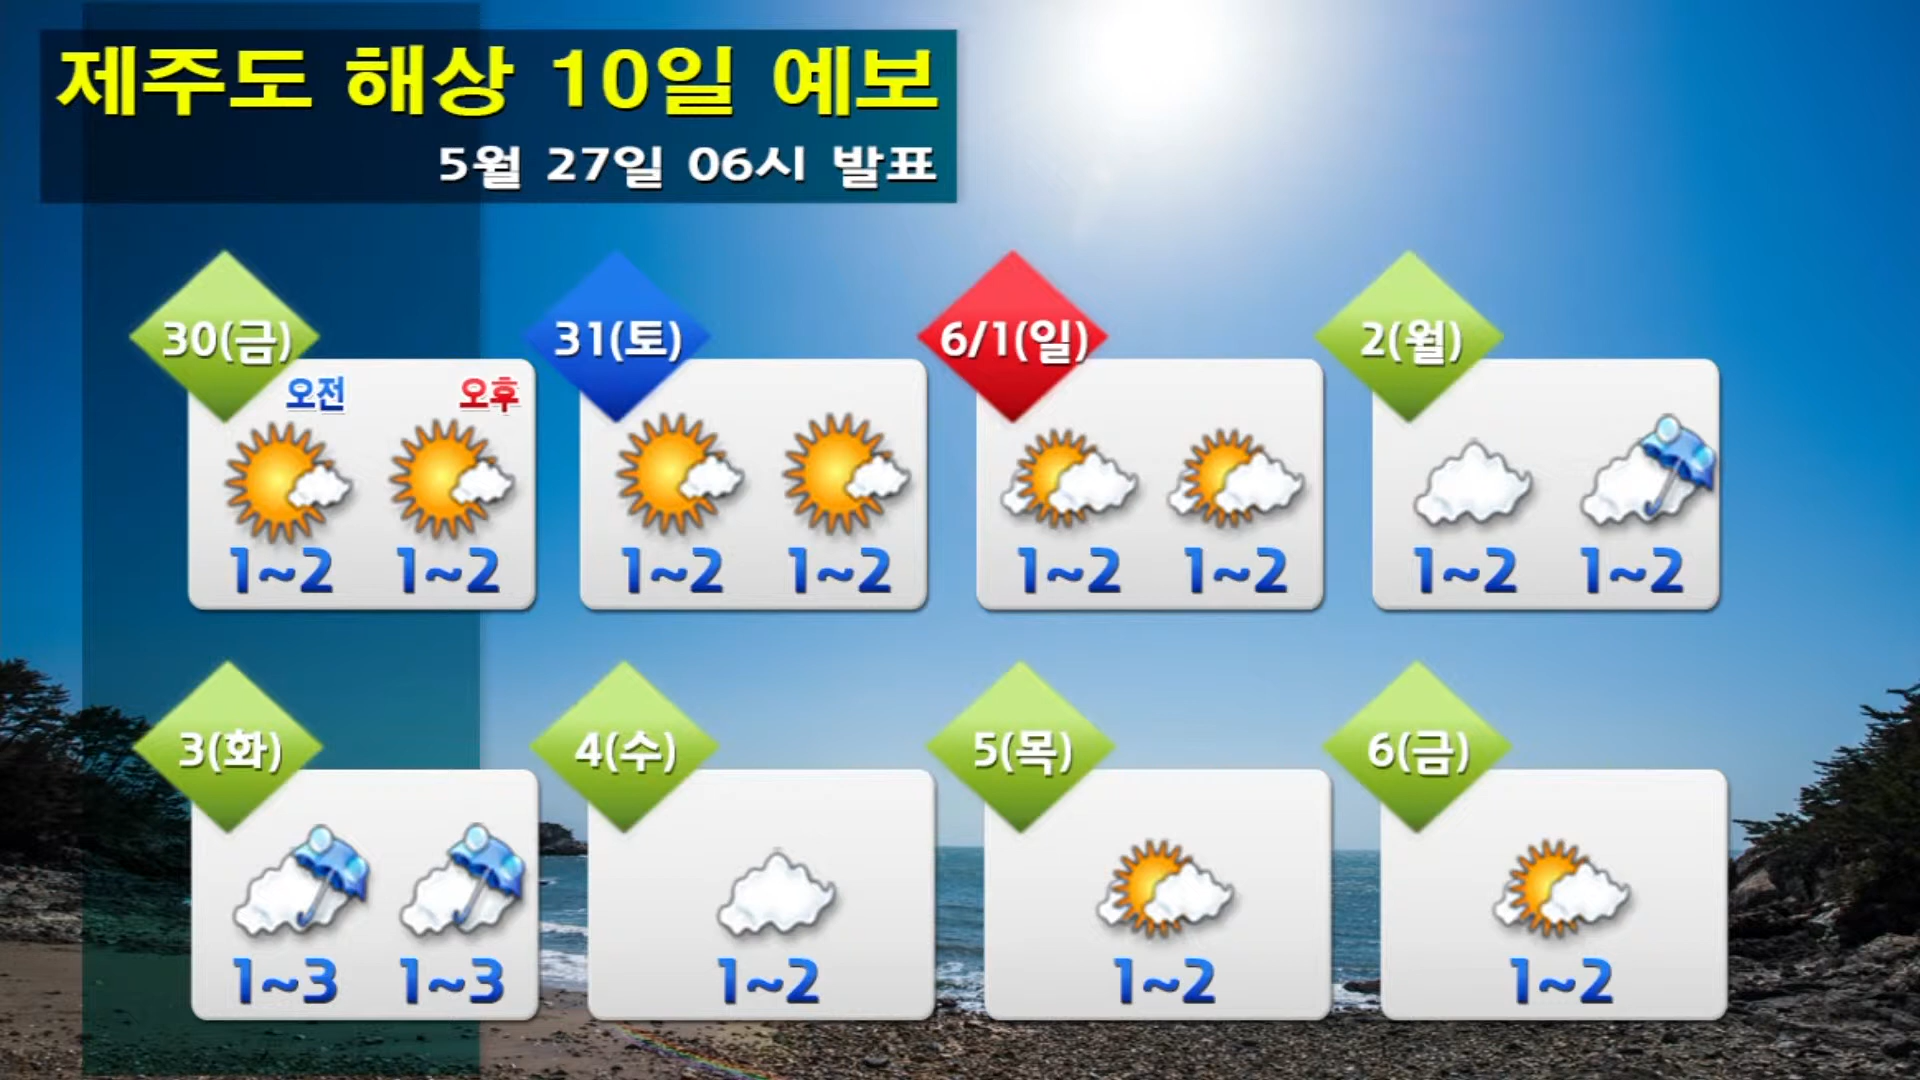 제주도 해상 10일 예보
5월 27일 06시 발표
30(금) 31(토) 6/1(일) 2(월)
오전 오후
1~2 1~2 1~2 1~2 1~2 1~2 1~2 1~2
3(화) 4(수) 5(목) 6(금)
1~3 1~3 1~2 1~2 1~2